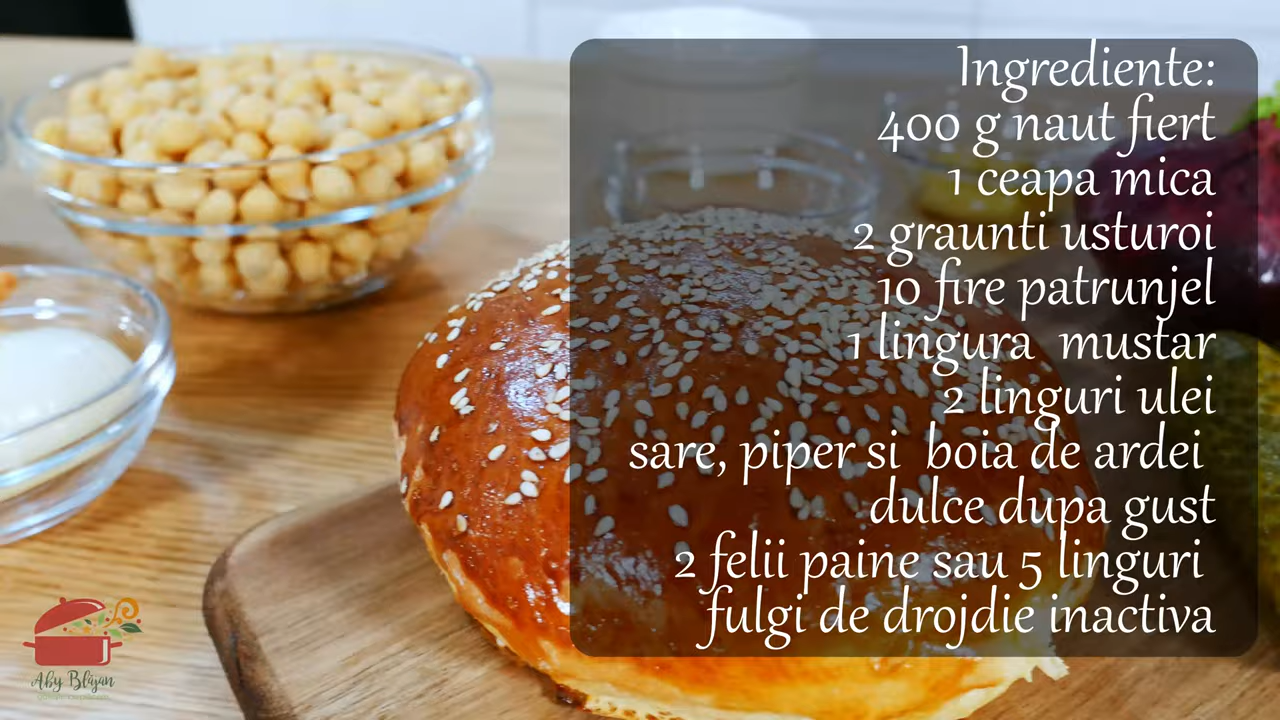 Ingrediente:
400 g naut fiert
1 ceapa mica
2 graunti usturoi
10 fire patrunjel
1 lingura mustar
2 linguri ulei
sare, piper si boia de ardei
dulce dupa gust
2 felii paine sau 5 linguri
fulgi de drojdie inactiva
Aby Blăjan